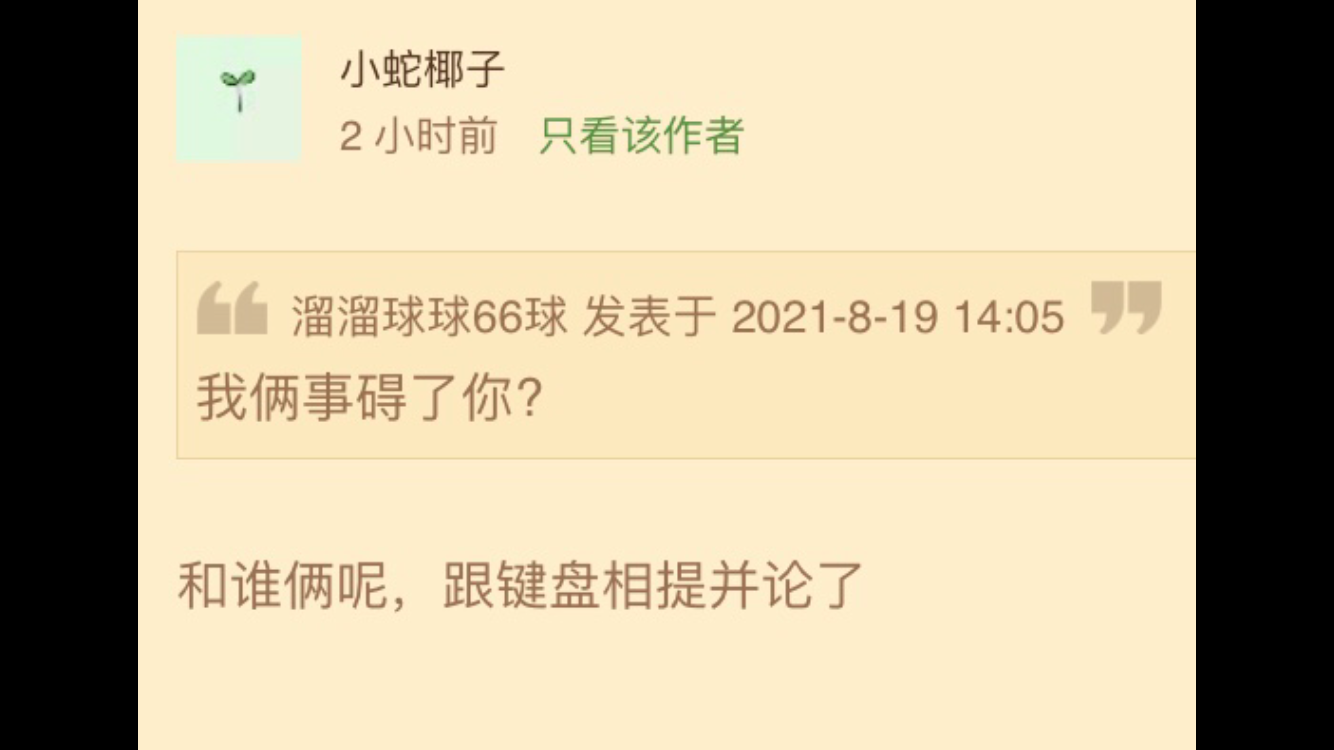 小蛇椰子
2 小时前 只看该作者
溜溜球球66球 发表于 2021-8-19 14:05
我俩事碍了你?
和谁俩呢，跟键盘相提并论了